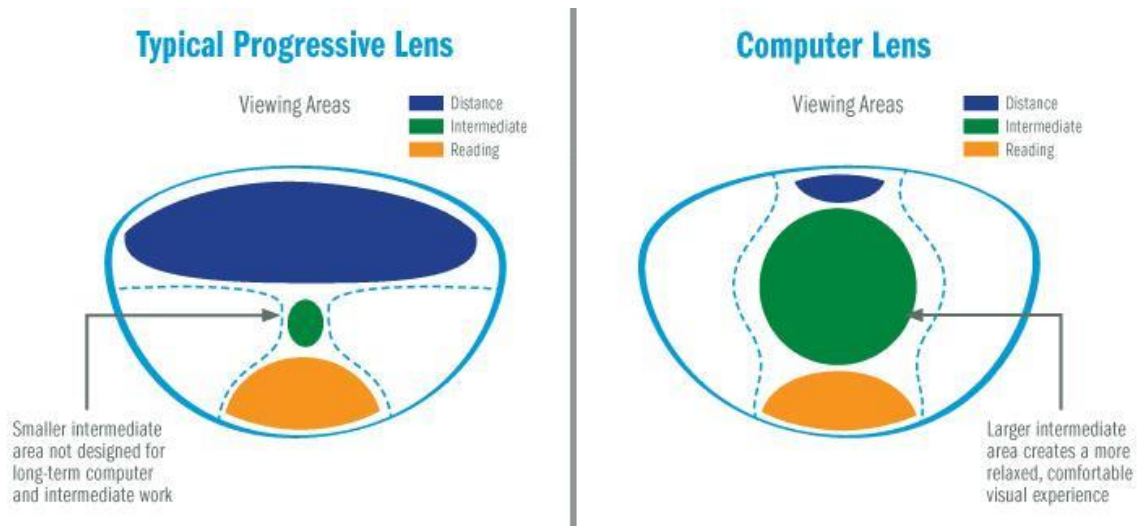 Typical Progressive Lens
Viewing Areas
Distance
Intermediate
Reading
Smaller intermediate
area not designed for
long-term computer
and intermediate work
Computer Lens
Viewing Areas
Distance
Intermediate
Reading
Larger intermediate
area creates a more
relaxed, comfortable
visual experience